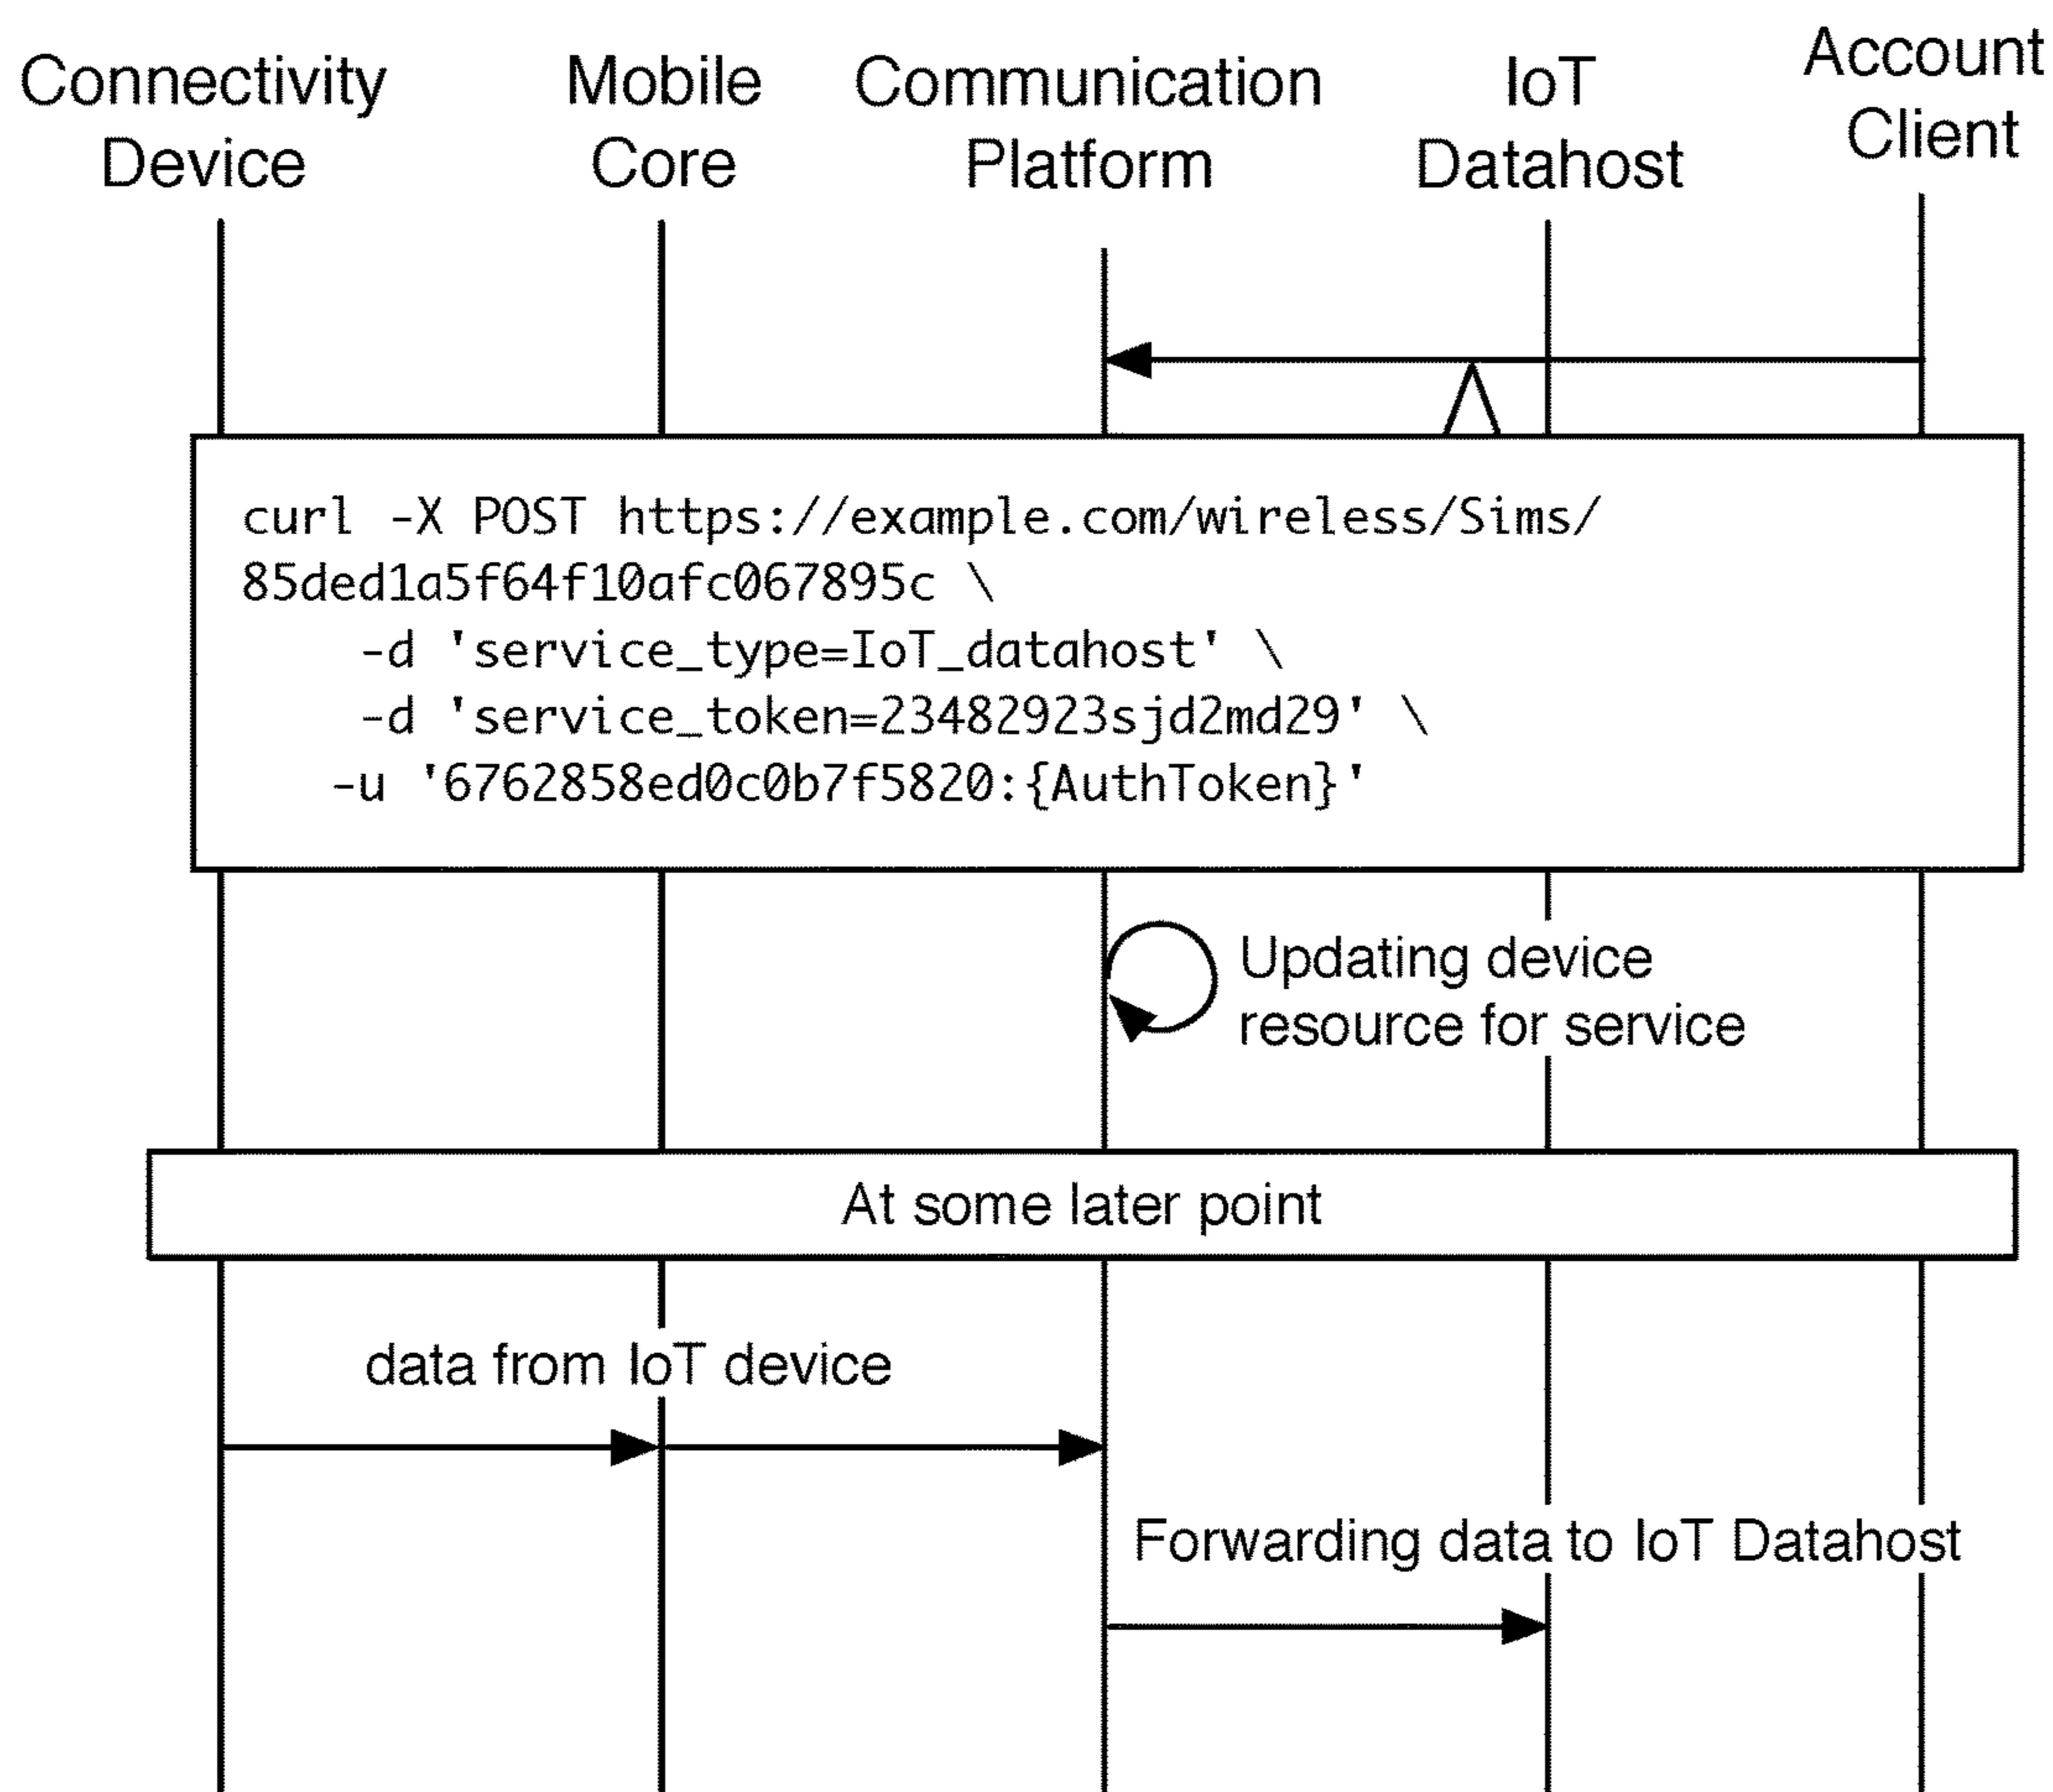 Connectivity
Device
Mobile
Core
Communication
Platform
IoT
Datahost
Account
Client
curl -X POST https://example.com/wireless/Sims/
85ded1a5f64f10afc067895c \
-d 'service_type=IoT_datahost' \
-d 'service_token=23482923sjd2md29' \
-u '6762858ed0c0b7f5820:{AuthToken}'
Updating device
resource for service
At some later point
data from IoT device
Forwarding data to IoT Datahost